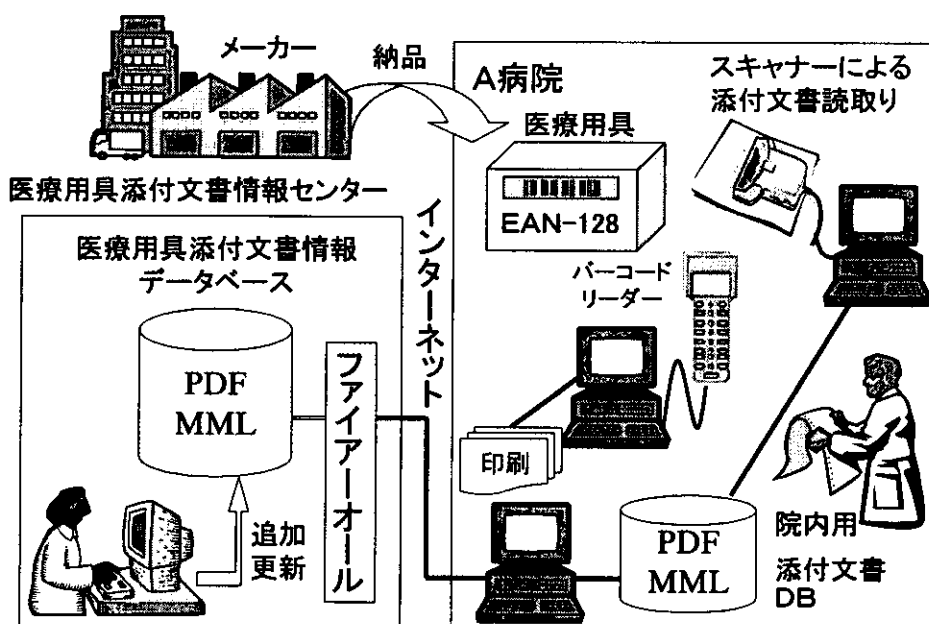 メーカー
納品
A病院
スキャナーによる
添付文書読取り
医療用具
EAN-128
医療用具添付文書情報センター
インターネット
医療用具添付文書情報
データベース
バーコード
リーダー
PDF
MML
ファイアーオール
印刷
追加
更新
PDF
MML
院内用
添付文書
DB